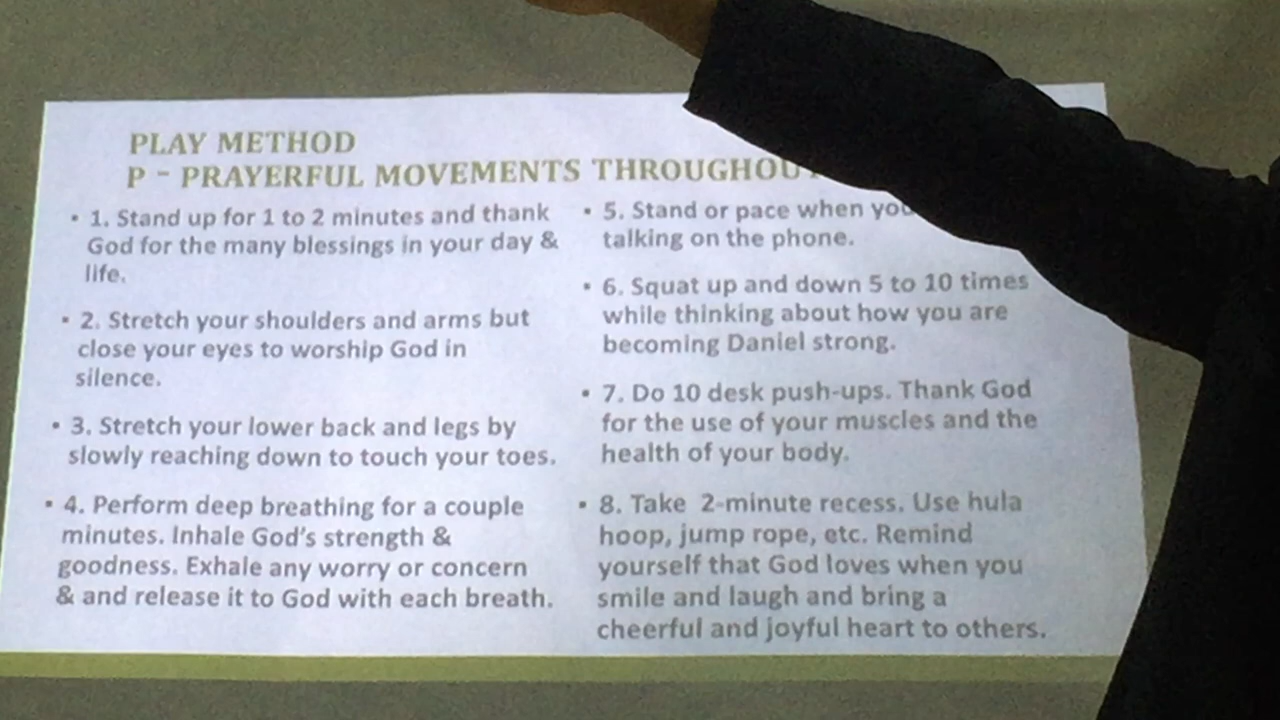 PLAY METHOD
P - PRAYERFUL MOVEMENTS THROUGHOUT
• 1. Stand up for 1 to 2 minutes and thank
God for the many blessings in your day &
life.
• 2. Stretch your shoulders and arms but
close your eyes to worship God in
silence.
• 3. Stretch your lower back and legs by
slowly reaching down to touch your toes.
• 4. Perform deep breathing for a couple
minutes. Inhale God's strength &
goodness. Exhale any worry or concern
& and release it to God with each breath.
• 5. Stand or pace when you
talking on the phone.
• 6. Squat up and down 5 to 10 times
while thinking about how you are
becoming Daniel strong.
• 7. Do 10 desk push-ups. Thank God
for the use of your muscles and the
health of your body.
• 8. Take  2-minute recess. Use hula
hoop, jump rope, etc. Remind
yourself that God loves when you
smile and laugh and bring a
cheerful and joyful heart to others.